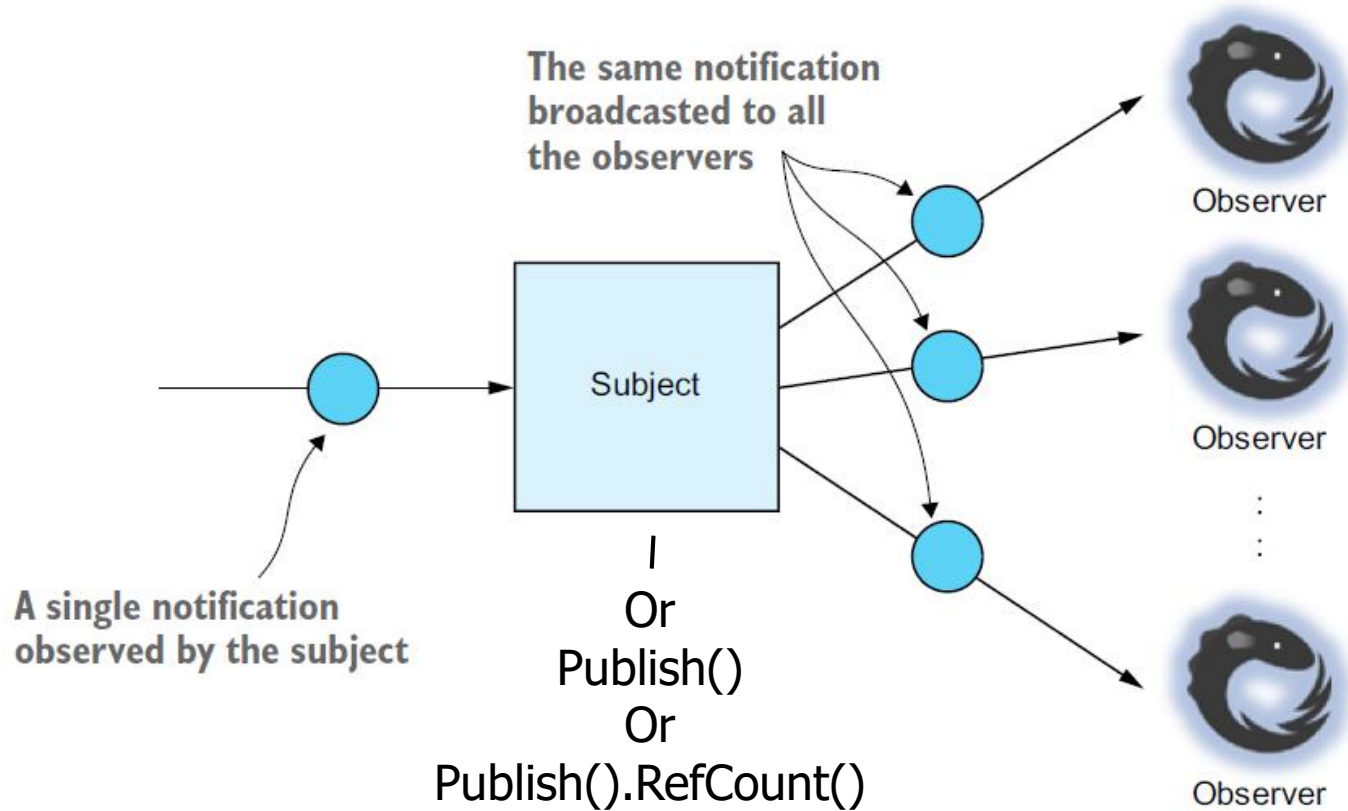 The same notification
broadcasted to all
the observers
Observer
Subject
Observer
A single notification
observed by the subject
Or
Publish()
Or
Publish().RefCount()
Observer